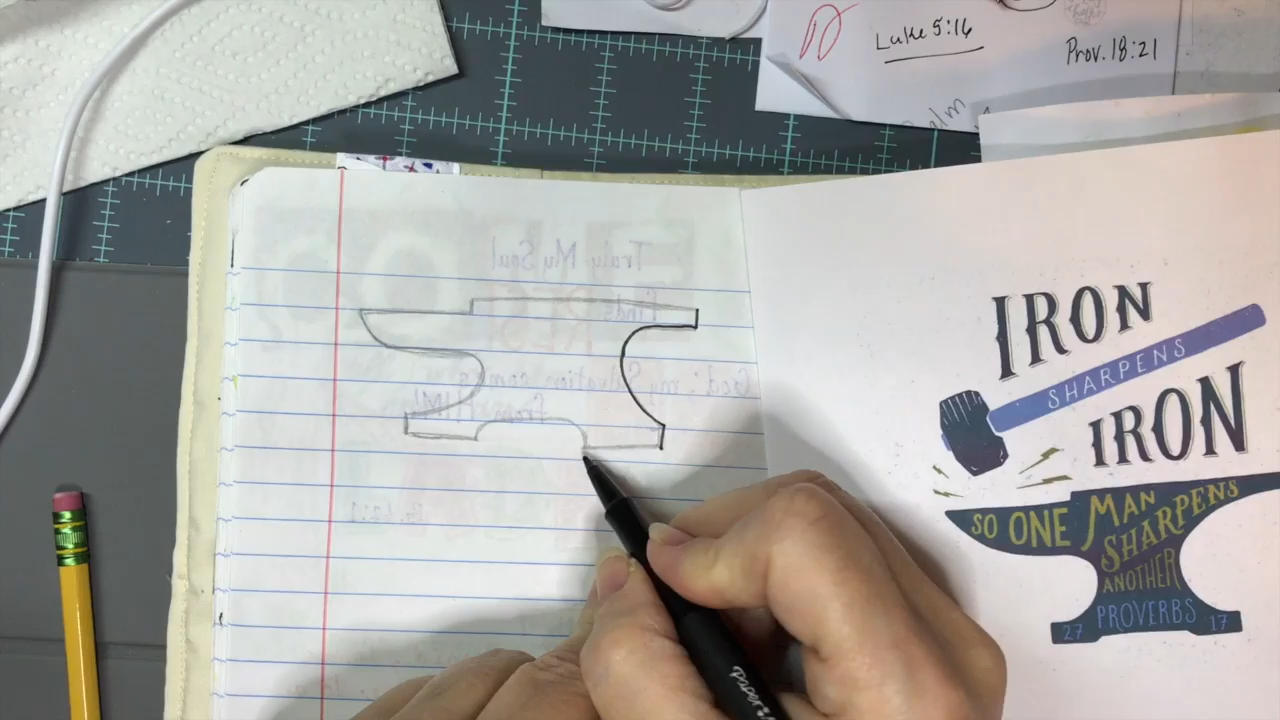 Luke 5:16
Prov. 18:21
Truly My Soul
Finds
REST
God; my Salvation comes
from HIM!
IRON
SHARPENS
IRON
SO ONE MAN
SHARPENS
ANOTHER
PROVERBS
27 17